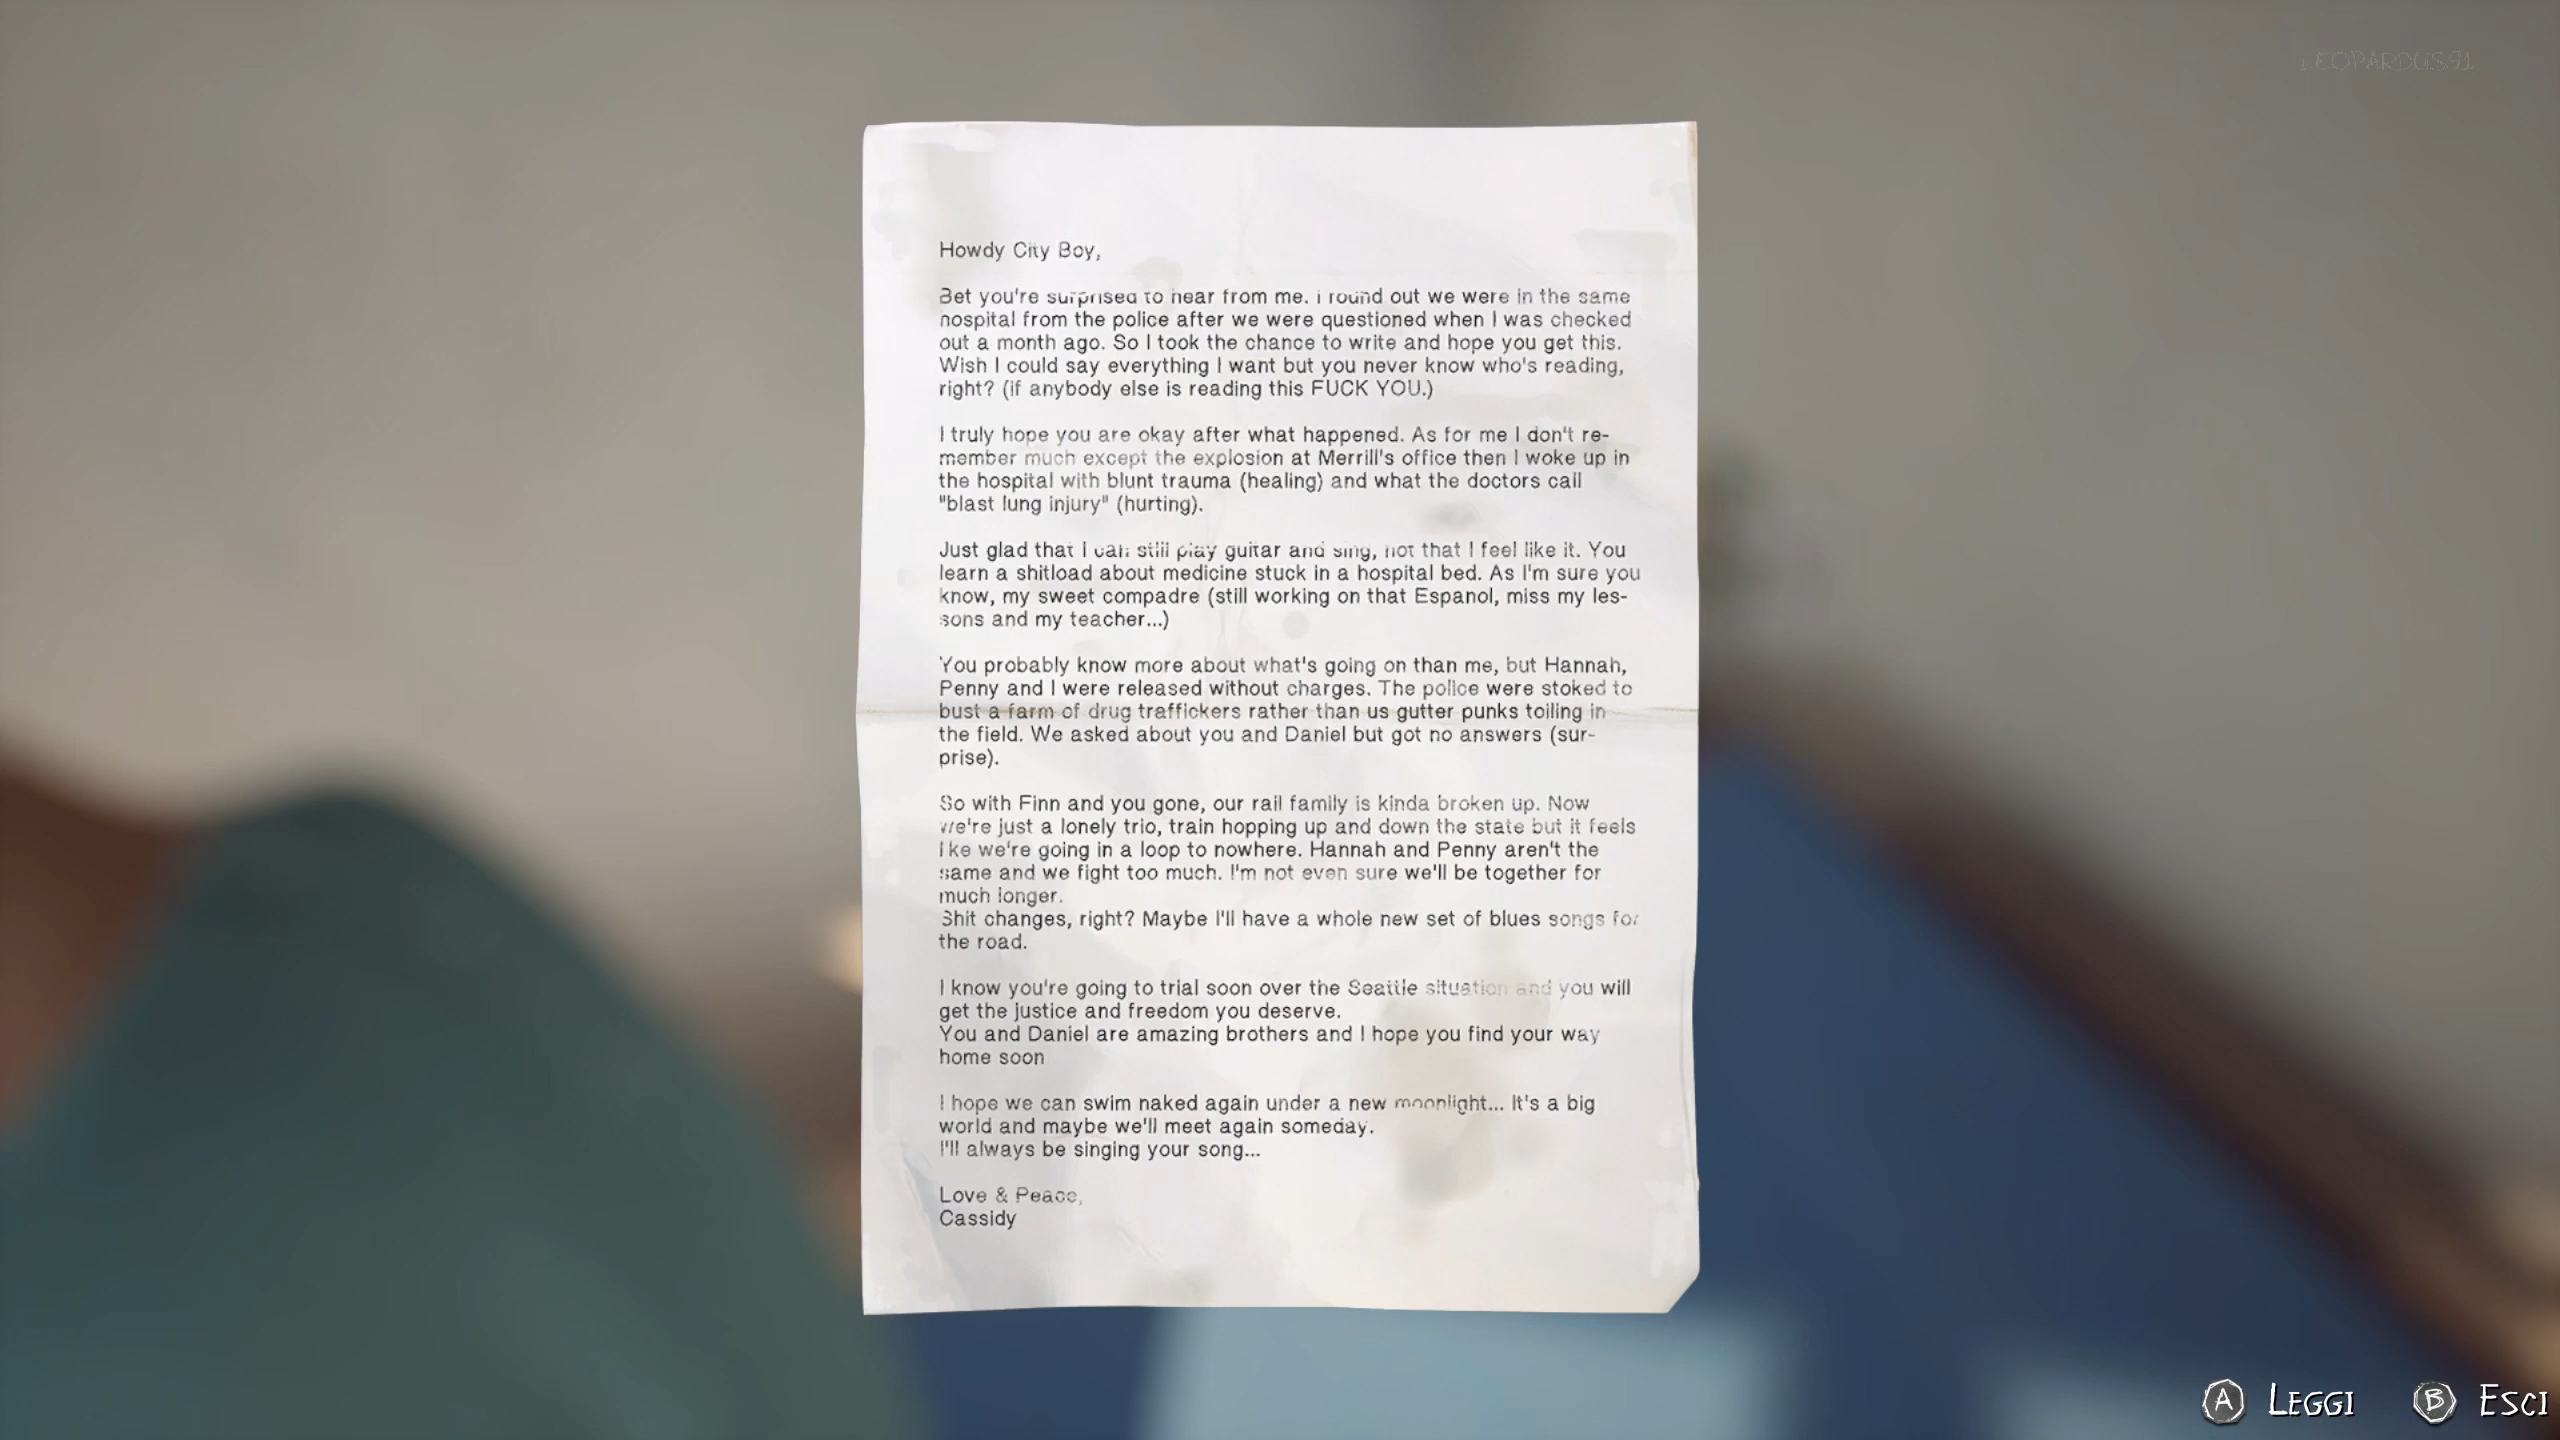 LEOPARDUS91
Howdy City Boy,
Bet you're surprised to hear from me. I found out we were in the same
hospital from the police after we were questioned when I was checked
out a month ago. So I took the chance to write and hope you get this.
Wish I could say everything I want but you never know who's reading,
right? (if anybody else is reading this FUCK YOU.)
I truly hope you are okay after what happened. As for me I don't re-
member much except the explosion at Merrill's office then I woke up in
the hospital with blunt trauma (healing) and what the doctors call
"blast lung injury" (hurting).
Just glad that I can still play guitar and sing, not that I feel like it. You
learn a shitload about medicine stuck in a hospital bed. As I'm sure you
know, my sweet compadre (still working on that Espanol, miss my les-
sons and my teacher...)
You probably know more about what's going on than me, but Hannah,
Penny and I were released without charges. The police were stoked to
bust a farm of drug traffickers rather than us gutter punks toiling in
the field. We asked about you and Daniel but got no answers (sur-
prise).
So with Finn and you gone, our rail family is kinda broken up. Now
we're just a lonely trio, train hopping up and down the state but it feels
like we're going in a loop to nowhere. Hannah and Penny aren't the
same and we fight too much. I'm not even sure we'll be together for
much longer.
Shit changes, right? Maybe I'll have a whole new set of blues songs for
the road.
I know you're going to trial soon over the Seattle situation and you will
get the justice and freedom you deserve.
You and Daniel are amazing brothers and I hope you find your way
home soon
I hope we can swim naked again under a new moonlight... It's a big
world and maybe we'll meet again someday.
I'll always be singing your song...
Love & Peace,
Cassidy
A LEGGI B ESCI